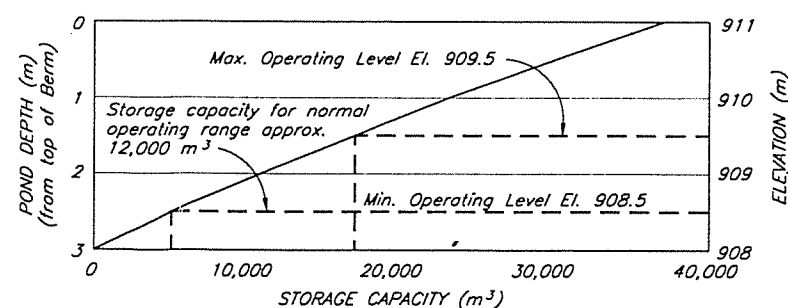 0
1
2
3
POND DEPTH (m)
(from top of Berm)
Max. Operating Level El. 909.5
Storage capacity for normal
operating range approx.
12,000 m³
Min. Operating Level El. 908.5
911
910
909
908
ELEVATION (m)
0
10,000
20,000
30,000
40,000
STORAGE CAPACITY (m³)